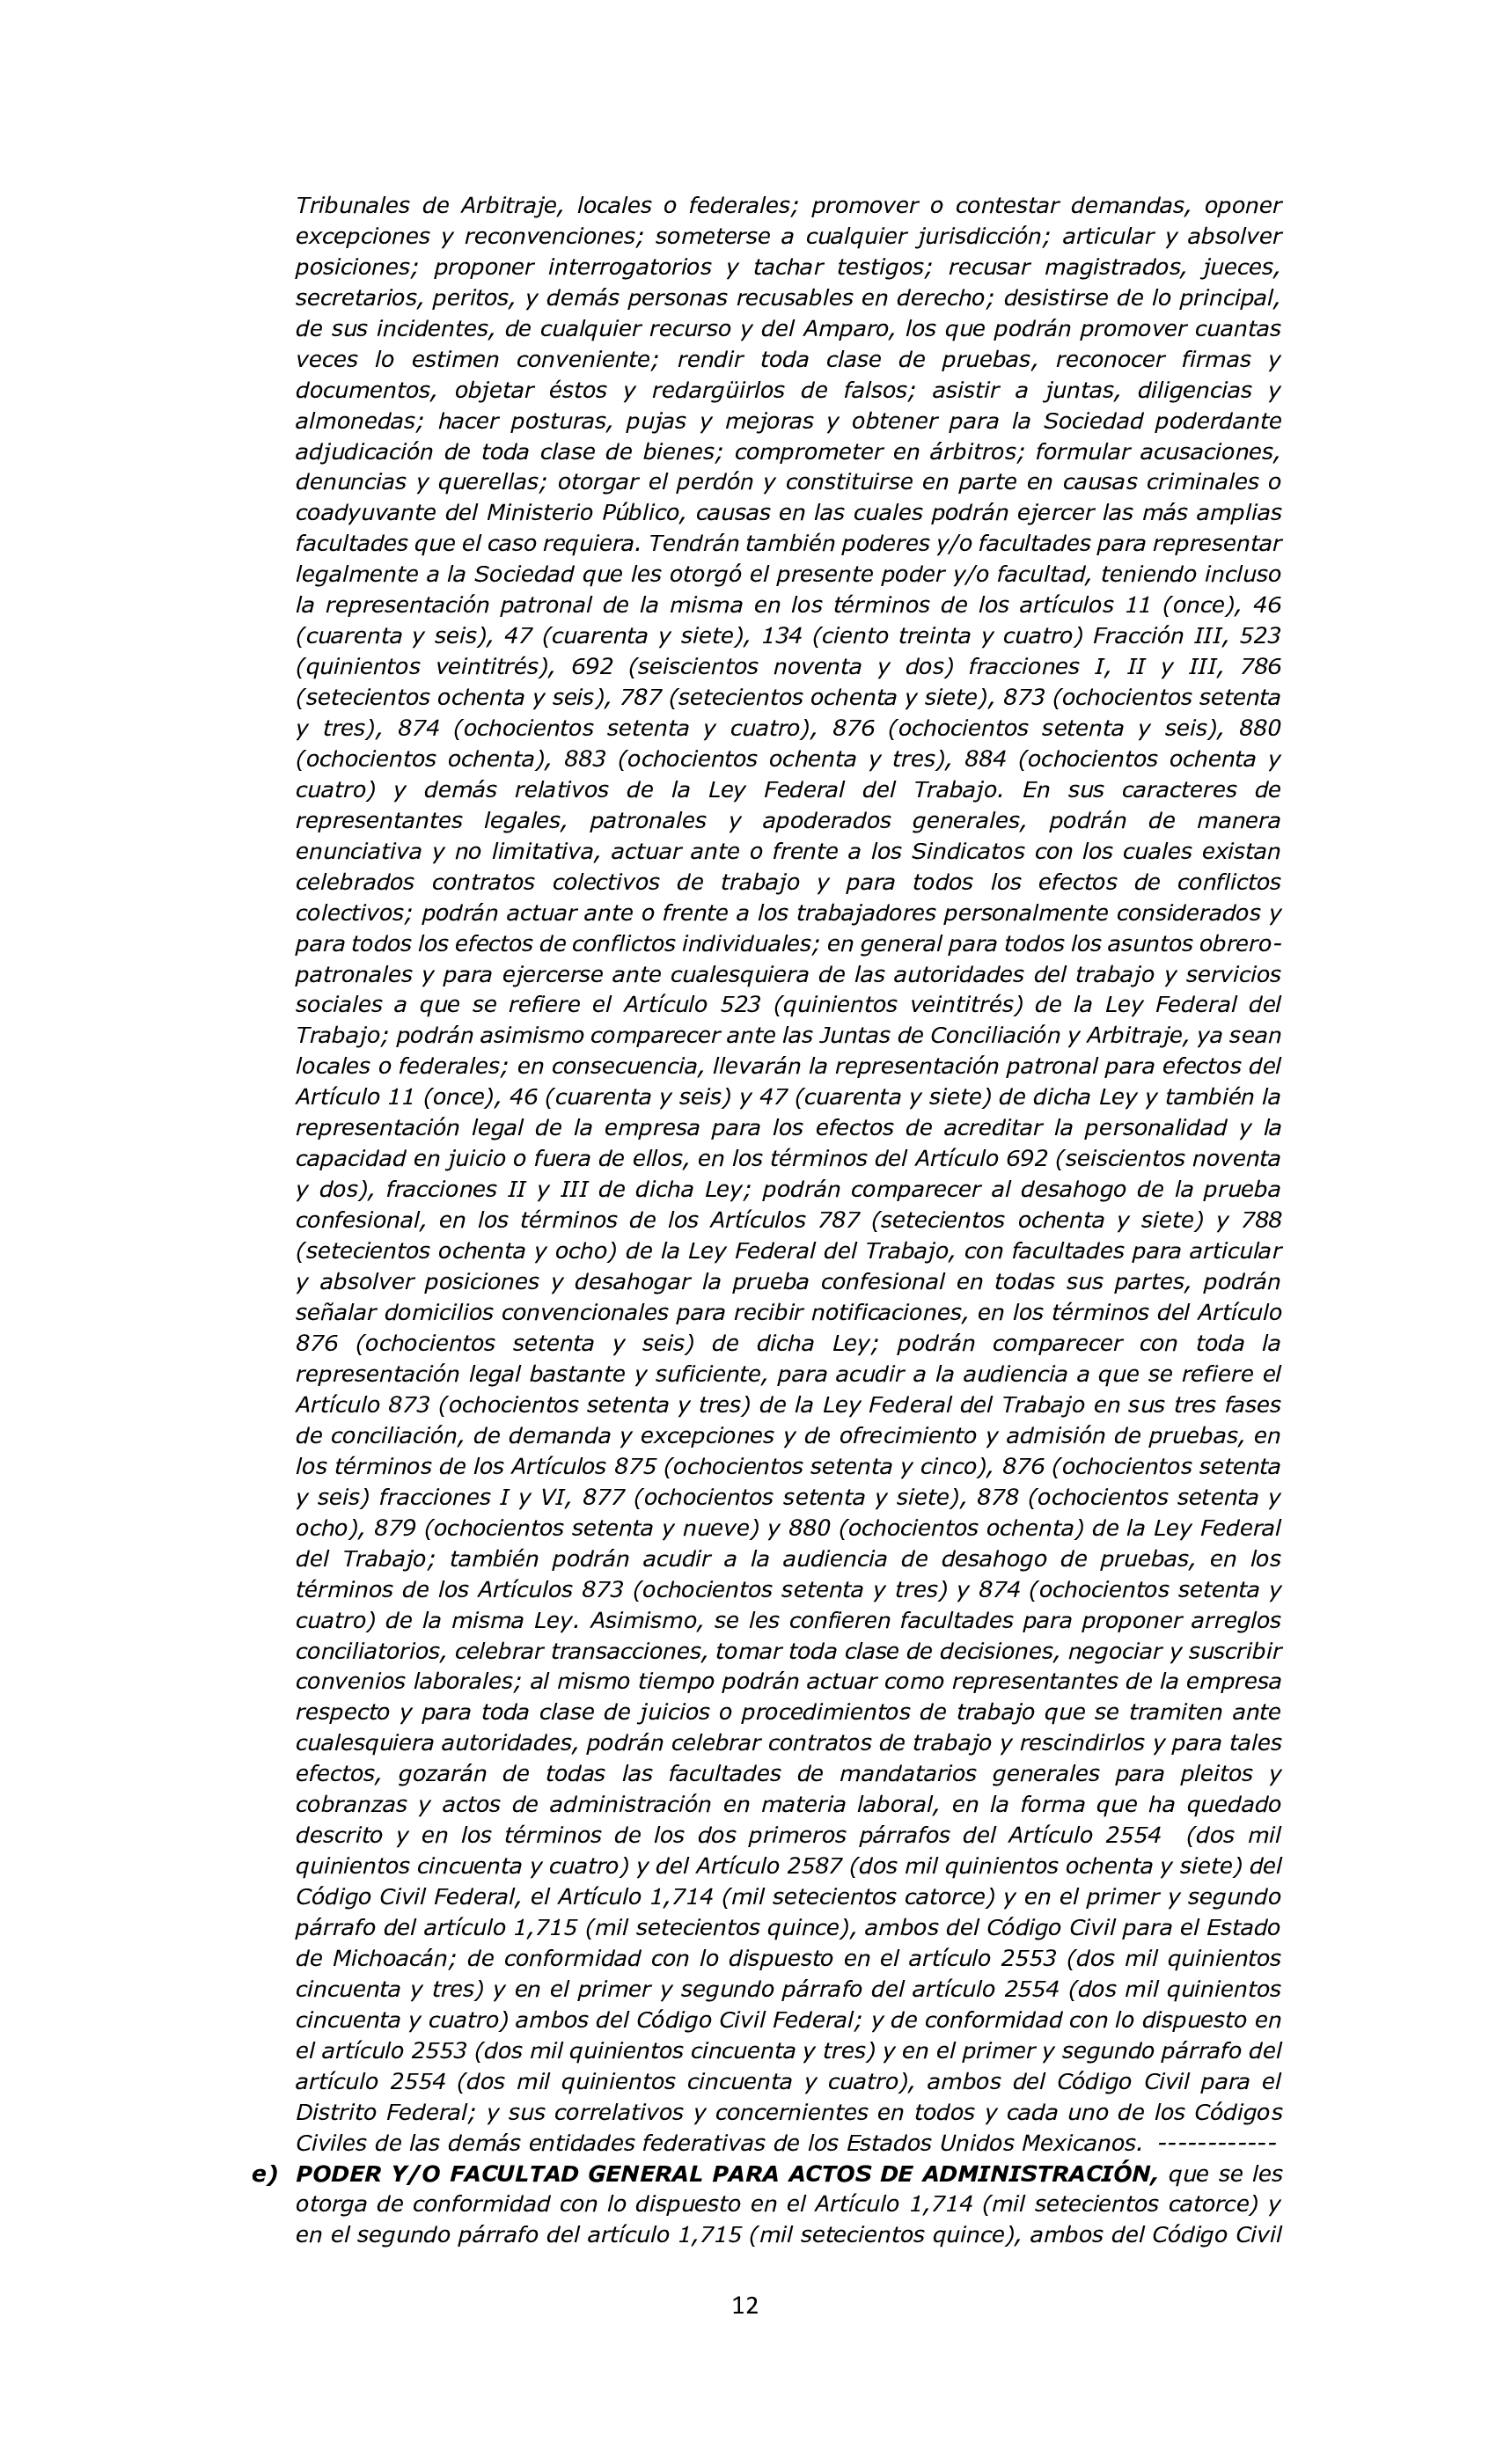 Tribunales de Arbitraje, locales o federales; promover o contestar demandas, oponer
excepciones y reconvenciones; someterse a cualquier jurisdicción; articular y absolver
posiciones; proponer interrogatorios y tachar testigos; recusar magistrados, jueces,
secretarios, peritos, y demás personas recusables en derecho; desistirse de lo principal,
de sus incidentes, de cualquier recurso y del Amparo, los que podrán promover cuantas
veces lo estimen conveniente; rendir toda clase de pruebas, reconocer firmas y
documentos, objetar éstos y redargüirlos de falsos; asistir a juntas, diligencias y
almonedas; hacer posturas, pujas y mejoras y obtener para la Sociedad poderdante
adjudicación de toda clase de bienes; comprometer en árbitros; formular acusaciones,
denuncias y querellas; otorgar el perdón y constituirse en parte en causas criminales o
coadyuvante del Ministerio Público, causas en las cuales podrán ejercer las más amplias
facultades que el caso requiera. Tendrán también poderes y/o facultades para representar
legalmente a la Sociedad que les otorgó el presente poder y/o facultad, teniendo incluso
la representación patronal de la misma en los términos de los artículos 11 (once), 46
(cuarenta y seis), 47 (cuarenta y siete), 134 (ciento treinta y cuatro) Fracción III, 523
(quinientos veintitrés), 692 (seiscientos noventa y dos) fracciones I, II y III, 786
(setecientos ochenta y seis), 787 (setecientos ochenta y siete), 873 (ochocientos setenta
y tres), 874 (ochocientos setenta y cuatro), 876 (ochocientos setenta y seis), 880
(ochocientos ochenta), 883 (ochocientos ochenta y tres), 884 (ochocientos ochenta y
cuatro) y demás relativos de la Ley Federal del Trabajo. En sus caracteres de
representantes legales, patronales y apoderados generales, podrán de manera
enunciativa y no limitativa, actuar ante o frente a los Sindicatos con los cuales existan
celebrados contratos colectivos de trabajo y para todos los efectos de conflictos
colectivos; podrán actuar ante o frente a los trabajadores personalmente considerados y
para todos los efectos de conflictos individuales; en general para todos los asuntos obrero-
patronales y para ejercerse ante cualesquiera de las autoridades del trabajo y servicios
sociales a que se refiere el Artículo 523 (quinientos veintitrés) de la Ley Federal del
Trabajo; podrán asimismo comparecer ante las Juntas de Conciliación y Arbitraje, ya sean
locales o federales; en consecuencia, llevarán la representación patronal para efectos del
Artículo 11 (once), 46 (cuarenta y seis) y 47 (cuarenta y siete) de dicha Ley y también la
representación legal de la empresa para los efectos de acreditar la personalidad y la
capacidad en juicio o fuera de ellos, en los términos del Artículo 692 (seiscientos noventa
y dos), fracciones II y III de dicha Ley; podrán comparecer al desahogo de la prueba
confesional, en los términos de los Artículos 787 (setecientos ochenta y siete) y 788
(setecientos ochenta y ocho) de la Ley Federal del Trabajo, con facultades para articular
y absolver posiciones y desahogar la prueba confesional en todas sus partes, podrán
señalar domicilios convencionales para recibir notificaciones, en los términos del Artículo
876 (ochocientos setenta y seis) de dicha Ley; podrán comparecer con toda la
representación legal bastante y suficiente, para acudir a la audiencia a que se refiere el
Artículo 873 (ochocientos setenta y tres) de la Ley Federal del Trabajo en sus tres fases
de conciliación, de demanda y excepciones y de ofrecimiento y admisión de pruebas, en
los términos de los Artículos 875 (ochocientos setenta y cinco), 876 (ochocientos setenta
y seis) fracciones I y VI, 877 (ochocientos setenta y siete), 878 (ochocientos setenta y
ocho), 879 (ochocientos setenta y nueve) y 880 (ochocientos ochenta) de la Ley Federal
del Trabajo; también podrán acudir a la audiencia de desahogo de pruebas, en los
términos de los Artículos 873 (ochocientos setenta y tres) y 874 (ochocientos setenta y
cuatro) de la misma Ley. Asimismo, se les confieren facultades para proponer arreglos
conciliatorios, celebrar transacciones, tomar toda clase de decisiones, negociar y suscribir
convenios laborales; al mismo tiempo podrán actuar como representantes de la empresa
respecto y para toda clase de juicios o procedimientos de trabajo que se tramiten ante
cualesquiera autoridades, podrán celebrar contratos de trabajo y rescindirlos y para tales
efectos, gozarán de todas las facultades de mandatarios generales para pleitos y
cobranzas y actos de administración en materia laboral, en la forma que ha quedado
descrito y en los términos de los dos primeros párrafos del Artículo 2554 (dos mil
quinientos cincuenta y cuatro) y del Artículo 2587 (dos mil quinientos ochenta y siete) del
Código Civil Federal, el Artículo 1,714 (mil setecientos catorce) y en el primer y segundo
párrafo del artículo 1,715 (mil setecientos quince), ambos del Código Civil para el Estado
de Michoacán; de conformidad con lo dispuesto en el artículo 2553 (dos mil quinientos
cincuenta y tres) y en el primer y segundo párrafo del artículo 2554 (dos mil quinientos
cincuenta y cuatro) ambos del Código Civil Federal; y de conformidad con lo dispuesto en
el artículo 2553 (dos mil quinientos cincuenta y tres) y en el primer y segundo párrafo del
artículo 2554 (dos mil quinientos cincuenta y cuatro), ambos del Código Civil para el
Distrito Federal; y sus correlativos y concernientes en todos y cada uno de los Códigos
Civiles de las demás entidades federativas de los Estados Unidos Mexicanos. ------------
e) PODER Y/O FACULTAD GENERAL PARA ACTOS DE ADMINISTRACIÓN, que se les
otorga de conformidad con lo dispuesto en el Artículo 1,714 (mil setecientos catorce) y
en el segundo párrafo del artículo 1,715 (mil setecientos quince), ambos del Código Civil
12